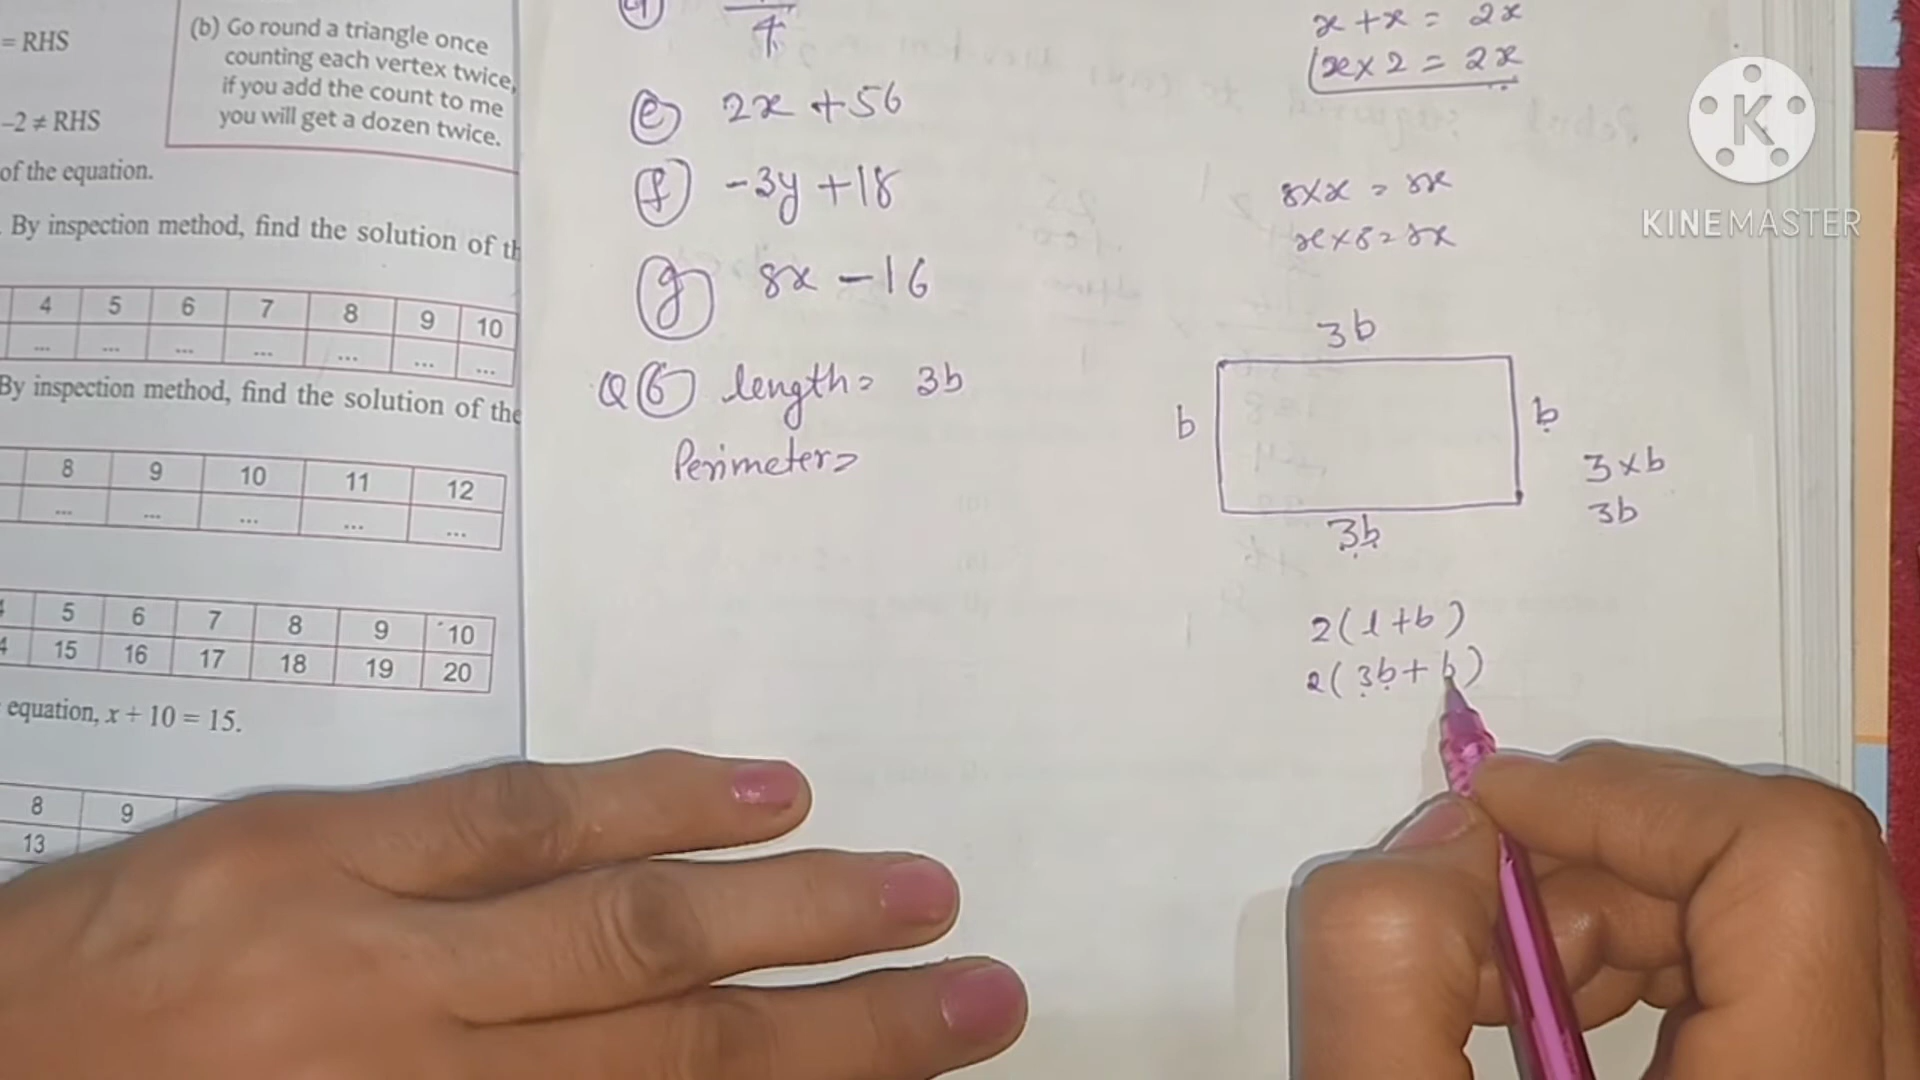 = RHS
–2 ≠ RHS
of the equation.
(b) Go round a triangle once
counting each vertex twice,
if you add the count to me
you will get a dozen twice.
. By inspection method, find the solution of th
4 5 6 7 8 9 10
... ... ... ... ... ... ...
By inspection method, find the solution of the
8 9 10 11 12
... ... ... ... ...
4 5 6 7 8 9 10
4 15 16 17 18 19 20
equation, x + 10 = 15.
8 9
13
4
e 2x + 56
f -3y + 18
g 8x - 16
Q 6 length = 3b
Perimeter =
x + x = 2x
x × 2 = 2x
8 × x = 8x
x × 8 = 8x
3b
b
b
3b
3 × b
3b
2(l + b)
2(3b + b)
K
KINEMASTER